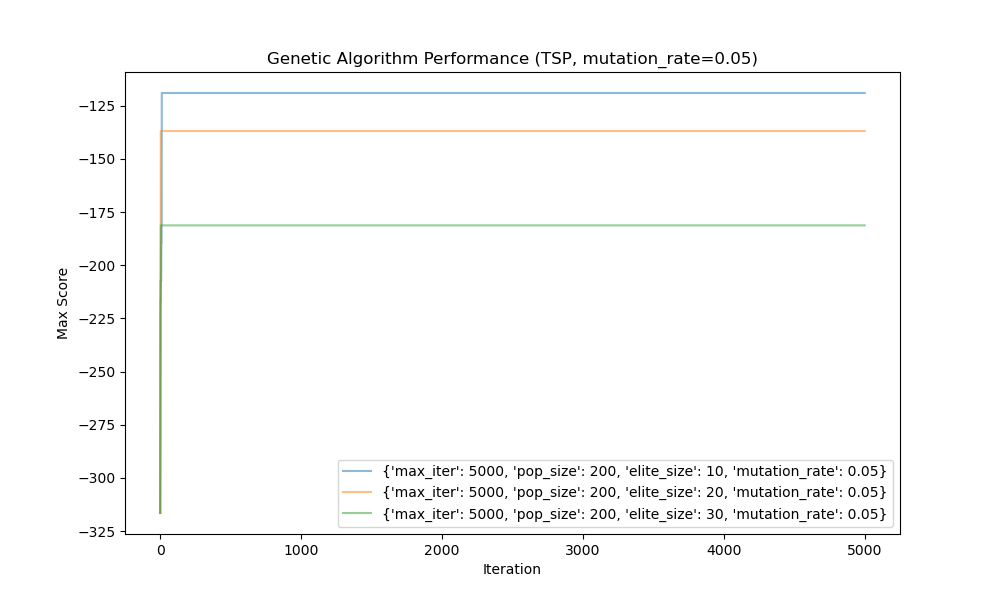 Genetic Algorithm Performance (TSP, mutation_rate=0.05)
Max Score
−125
−150
−175
−200
−225
−250
−275
−300
−325
{'max_iter': 5000, 'pop_size': 200, 'elite_size': 10, 'mutation_rate': 0.05}
{'max_iter': 5000, 'pop_size': 200, 'elite_size': 20, 'mutation_rate': 0.05}
{'max_iter': 5000, 'pop_size': 200, 'elite_size': 30, 'mutation_rate': 0.05}
0 1000 2000 3000 4000 5000
Iteration